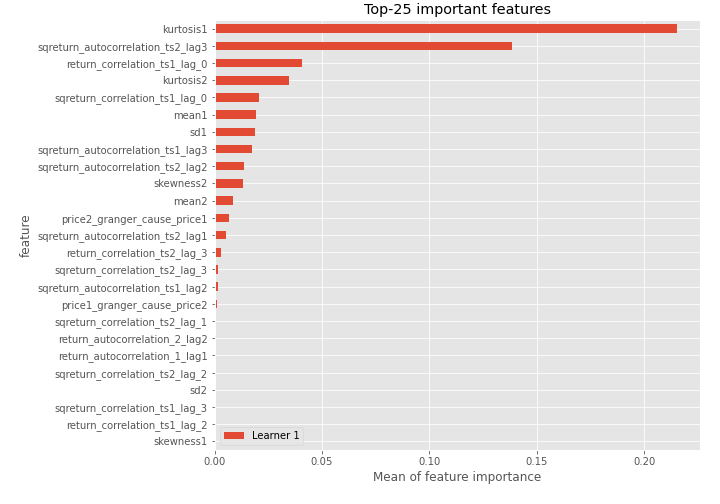 Top-25 important features
kurtosis1
sqreturn_autocorrelation_ts2_lag3
return_correlation_ts1_lag_0
kurtosis2
sqreturn_correlation_ts1_lag_0
mean1
sd1
sqreturn_autocorrelation_ts1_lag3
sqreturn_autocorrelation_ts2_lag2
skewness2
mean2
price2_granger_cause_price1
sqreturn_autocorrelation_ts2_lag1
return_correlation_ts2_lag_3
sqreturn_correlation_ts2_lag_3
sqreturn_autocorrelation_ts1_lag2
price1_granger_cause_price2
sqreturn_correlation_ts2_lag_1
return_autocorrelation_2_lag2
return_autocorrelation_1_lag1
sqreturn_correlation_ts2_lag_2
sd2
sqreturn_correlation_ts1_lag_3
return_correlation_ts1_lag_2
skewness1
feature
Learner 1
0.00 0.05 0.10 0.15 0.20
Mean of feature importance